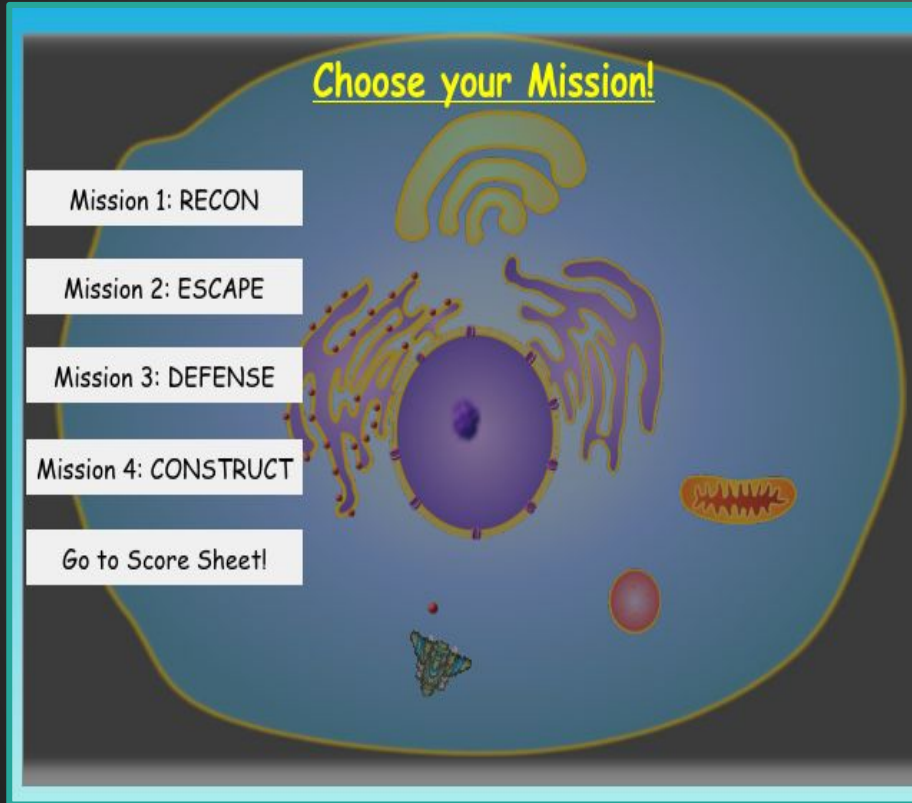 Choose your Mission!
Mission 1: RECON
Mission 2: ESCAPE
Mission 3: DEFENSE
Mission 4: CONSTRUCT
Go to Score Sheet!